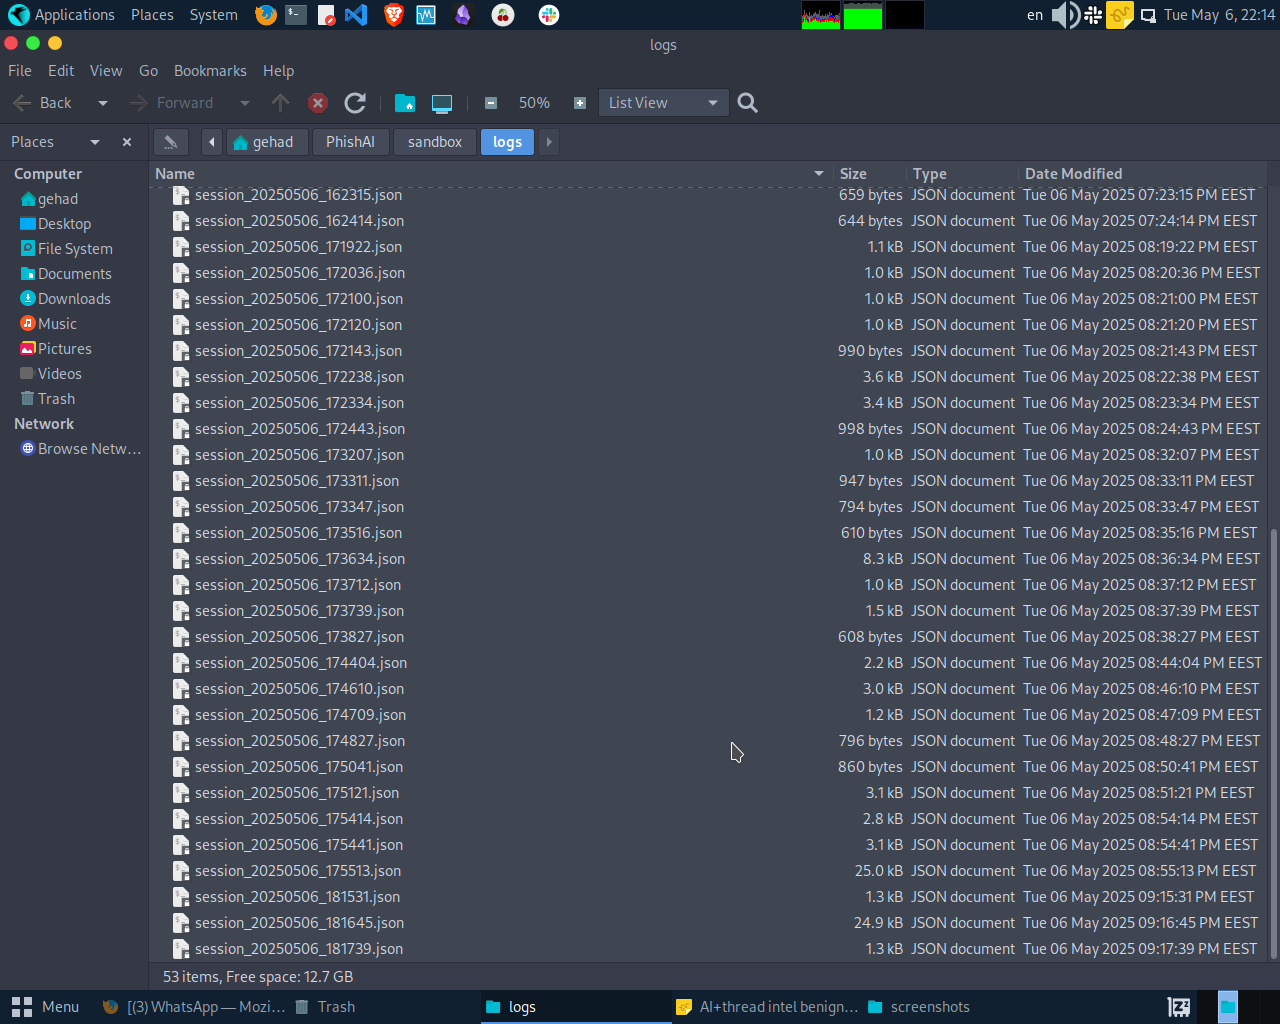 Applications Places System en Tue May 6, 22:14
logs
File Edit View Go Bookmarks Help
Back Forward 50% List View
Places gehad PhishAI sandbox logs
Name Size Type Date Modified
Computer
gehad
Desktop
File System
Documents
Downloads
Music
Pictures
Videos
Trash
Network
Browse Netw...
session_20250506_162315.json 659 bytes JSON document Tue 06 May 2025 07:23:15 PM EEST
session_20250506_162414.json 644 bytes JSON document Tue 06 May 2025 07:24:14 PM EEST
session_20250506_171922.json 1.1 kB JSON document Tue 06 May 2025 08:19:22 PM EEST
session_20250506_172036.json 1.0 kB JSON document Tue 06 May 2025 08:20:36 PM EEST
session_20250506_172100.json 1.0 kB JSON document Tue 06 May 2025 08:21:00 PM EEST
session_20250506_172120.json 1.0 kB JSON document Tue 06 May 2025 08:21:20 PM EEST
session_20250506_172143.json 990 bytes JSON document Tue 06 May 2025 08:21:43 PM EEST
session_20250506_172238.json 3.6 kB JSON document Tue 06 May 2025 08:22:38 PM EEST
session_20250506_172334.json 3.4 kB JSON document Tue 06 May 2025 08:23:34 PM EEST
session_20250506_172443.json 998 bytes JSON document Tue 06 May 2025 08:24:43 PM EEST
session_20250506_173207.json 1.0 kB JSON document Tue 06 May 2025 08:32:07 PM EEST
session_20250506_173311.json 947 bytes JSON document Tue 06 May 2025 08:33:11 PM EEST
session_20250506_173347.json 794 bytes JSON document Tue 06 May 2025 08:33:47 PM EEST
session_20250506_173516.json 610 bytes JSON document Tue 06 May 2025 08:35:16 PM EEST
session_20250506_173634.json 8.3 kB JSON document Tue 06 May 2025 08:36:34 PM EEST
session_20250506_173712.json 1.0 kB JSON document Tue 06 May 2025 08:37:12 PM EEST
session_20250506_173739.json 1.5 kB JSON document Tue 06 May 2025 08:37:39 PM EEST
session_20250506_173827.json 608 bytes JSON document Tue 06 May 2025 08:38:27 PM EEST
session_20250506_174404.json 2.2 kB JSON document Tue 06 May 2025 08:44:04 PM EEST
session_20250506_174610.json 3.0 kB JSON document Tue 06 May 2025 08:46:10 PM EEST
session_20250506_174709.json 1.2 kB JSON document Tue 06 May 2025 08:47:09 PM EEST
session_20250506_174827.json 796 bytes JSON document Tue 06 May 2025 08:48:27 PM EEST
session_20250506_175041.json 860 bytes JSON document Tue 06 May 2025 08:50:41 PM EEST
session_20250506_175121.json 3.1 kB JSON document Tue 06 May 2025 08:51:21 PM EEST
session_20250506_175414.json 2.8 kB JSON document Tue 06 May 2025 08:54:14 PM EEST
session_20250506_175441.json 3.1 kB JSON document Tue 06 May 2025 08:54:41 PM EEST
session_20250506_175513.json 25.0 kB JSON document Tue 06 May 2025 08:55:13 PM EEST
session_20250506_181531.json 1.3 kB JSON document Tue 06 May 2025 09:15:31 PM EEST
session_20250506_181645.json 24.9 kB JSON document Tue 06 May 2025 09:16:45 PM EEST
session_20250506_181739.json 1.3 kB JSON document Tue 06 May 2025 09:17:39 PM EEST
53 items, Free space: 12.7 GB
Menu [(3) WhatsApp — Mozi... Trash logs AI+thread intel benign... screenshots